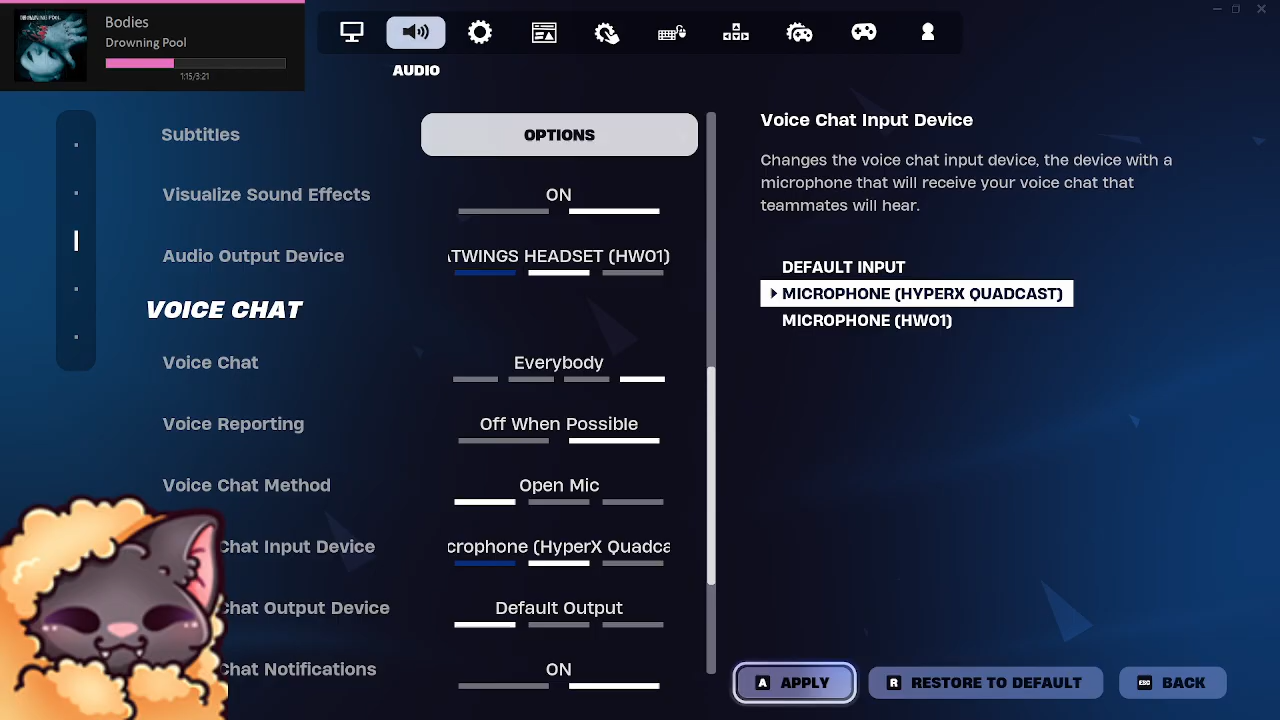 Bodies
Drowning Pool
1:15/3:21
AUDIO
Subtitles
OPTIONS
Visualize Sound Effects
ON
Audio Output Device
ATWINGS HEADSET (HW01)
VOICE CHAT
Voice Chat
Everybody
Voice Reporting
Off When Possible
Voice Chat Method
Open Mic
Chat Input Device
crophone (HyperX Quadca
Chat Output Device
Default Output
Chat Notifications
ON
Voice Chat Input Device
Changes the voice chat input device, the device with a
microphone that will receive your voice chat that
teammates will hear.
DEFAULT INPUT
MICROPHONE (HYPERX QUADCAST)
MICROPHONE (HW01)
A APPLY
R RESTORE TO DEFAULT
ESC BACK